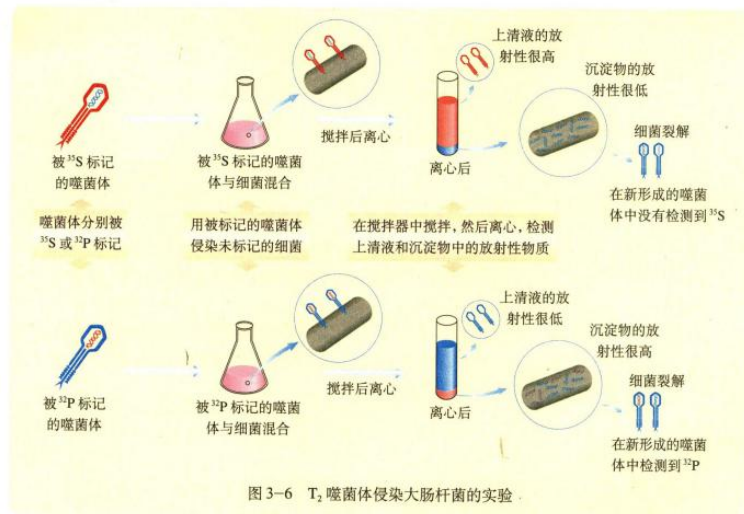 上清液的放
射性很高
沉淀物的放
射性很低
细菌裂解
搅拌后离心
离心后
被³⁵S 标记
的噬菌体
被³⁵S 标记的噬菌
体与细菌混合
在新形成的噬菌
体中没有检测到³⁵S
噬菌体分别被
³⁵S 或³²P 标记
用被标记的噬菌体
侵染未标记的细菌
在搅拌器中搅拌，然后离心，检测
上清液和沉淀物中的放射性物质
上清液的放
射性很低
沉淀物的放
射性很高
细菌裂解
搅拌后离心
离心后
被³²P 标记
的噬菌体
被³²P 标记的噬菌
体与细菌混合
在新形成的噬菌
体中检测到³²P
图 3-6 T₂ 噬菌体侵染大肠杆菌的实验